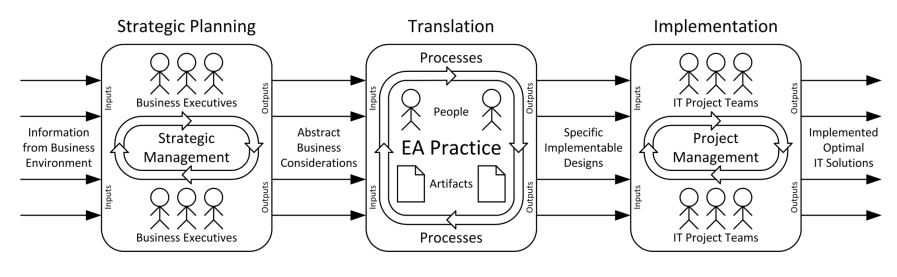 Strategic Planning
Translation
Implementation
Information
from Business
Environment
Inputs
Business Executives
Strategic
Management
Business Executives
Inputs
Outputs
Outputs
Abstract
Business
Considerations
Inputs
Processes
People
EA Practice
Artifacts
Processes
Inputs
Outputs
Outputs
Specific
Implementable
Designs
Inputs
IT Project Teams
Project
Management
IT Project Teams
Inputs
Outputs
Outputs
Implemented
Optimal
IT Solutions